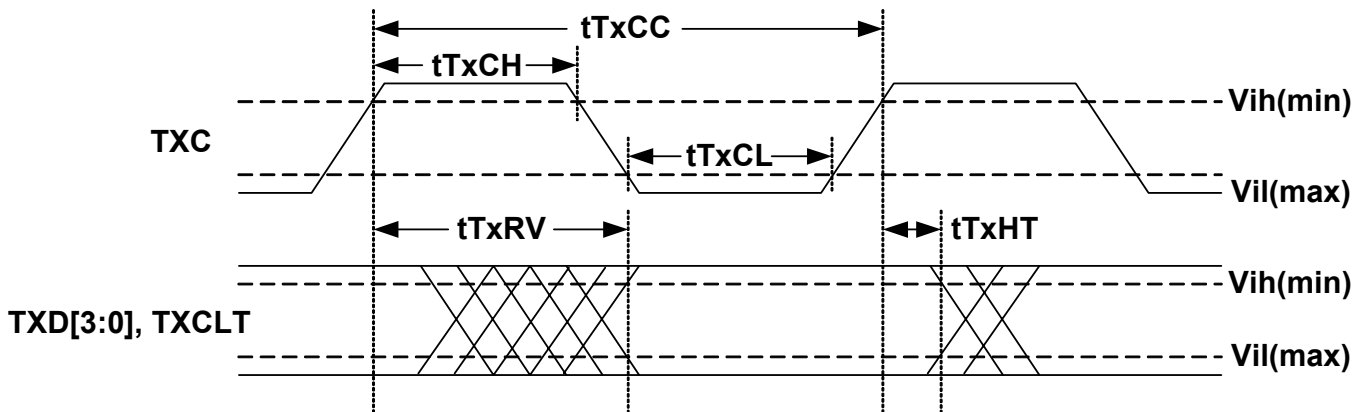 tTxCC
tTxCH
Vih(min)
TXC
tTxCL
Vil(max)
tTxRV
tTxHT
Vih(min)
TXD[3:0], TXCLT
Vil(max)